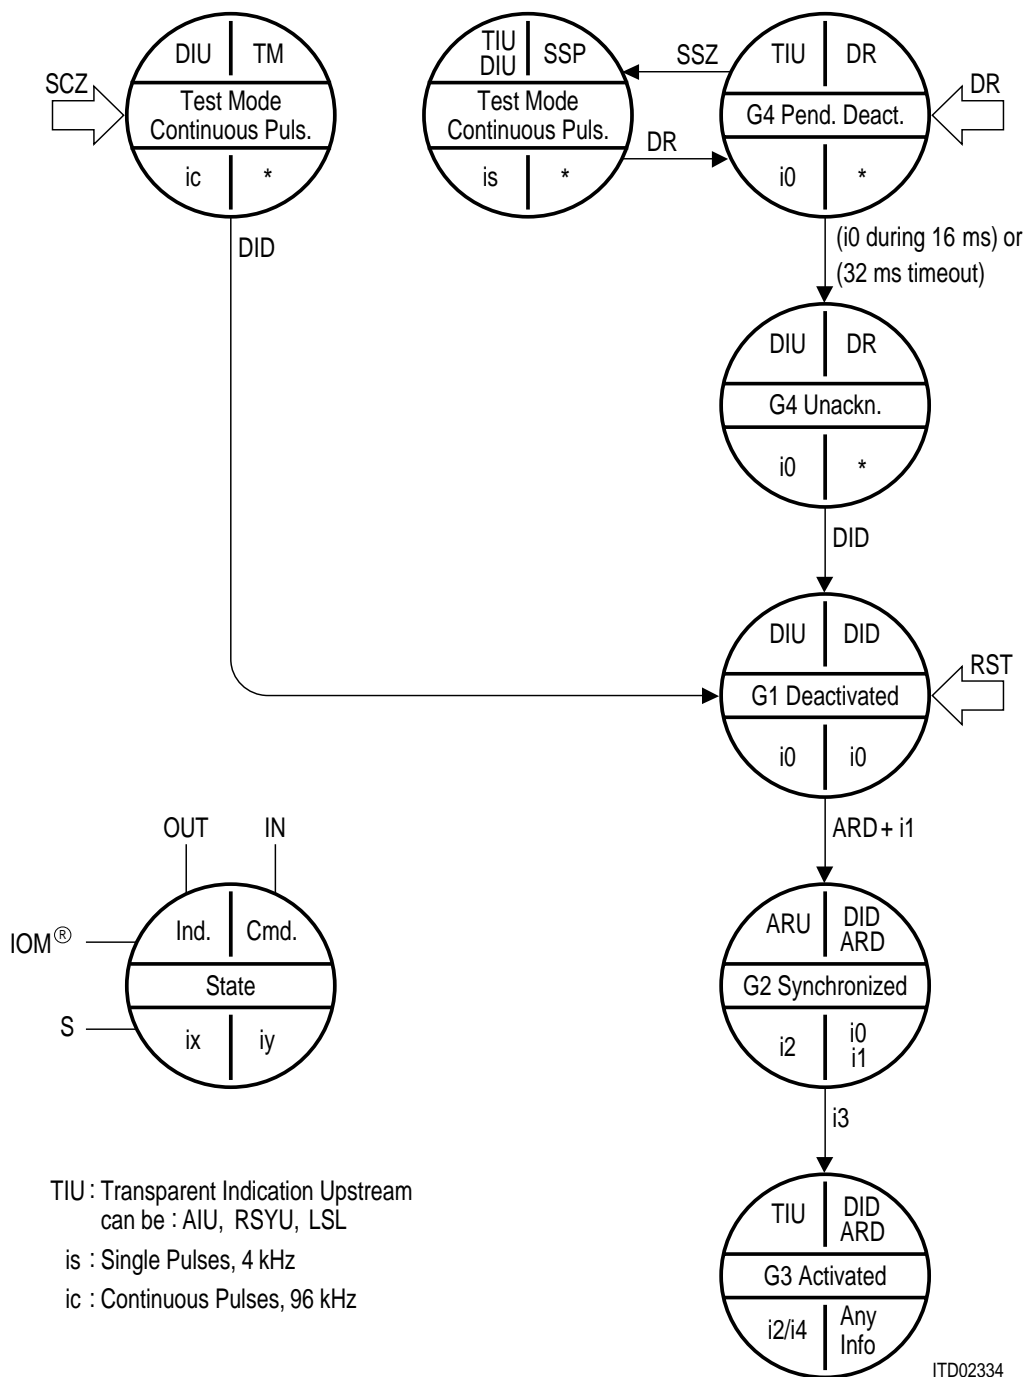 DIU TM
SCZ
Test Mode
Continuous Puls.
ic *
DID
TIU
DIU SSP
Test Mode
Continuous Puls.
is *
SSZ
DR
TIU DR
DR
G4 Pend. Deact.
i0 *
(i0 during 16 ms) or
(32 ms timeout)
DIU DR
G4 Unackn.
i0 *
DID
DIU DID
RST
G1 Deactivated
i0 i0
ARD + i1
OUT IN
IOM® Ind. Cmd.
State
S ix iy
ARU DID
ARD
G2 Synchronized
i2 i0
i1
i3
TIU DID
ARD
G3 Activated
i2/i4 Any
Info
TIU : Transparent Indication Upstream
can be : AIU, RSYU, LSL
is : Single Pulses, 4 kHz
ic : Continuous Pulses, 96 kHz
ITD02334